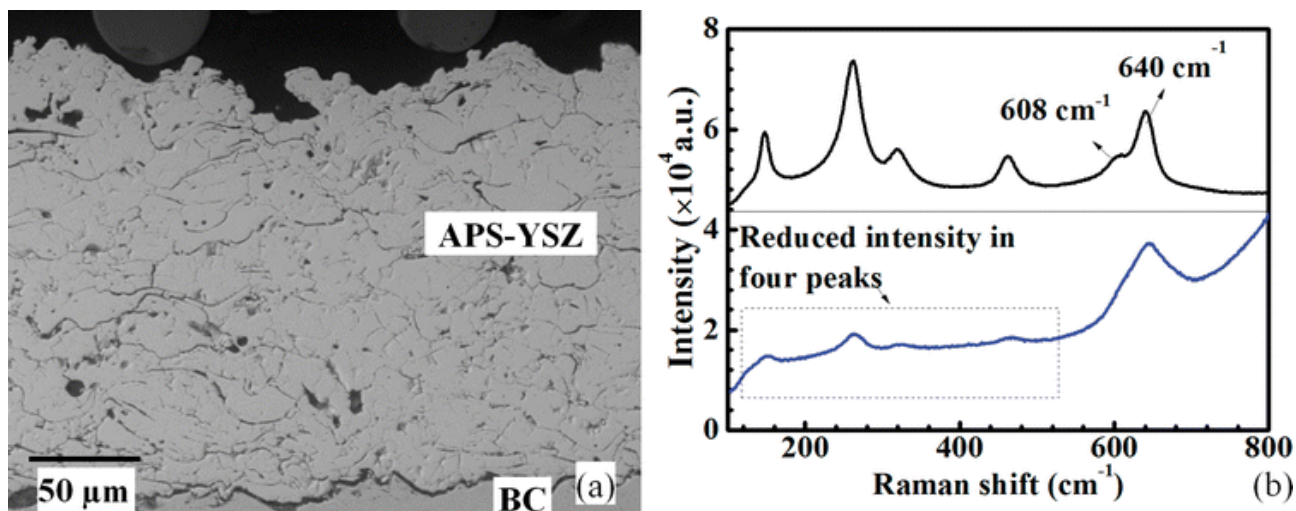 APS-YSZ
50 µm
BC
(a)
8
6
4
2
0
Intensity (×10⁴ a.u.)
608 cm⁻¹
640 cm⁻¹
Reduced intensity in
four peaks
200
400
600
800
Raman shift (cm⁻¹)
(b)